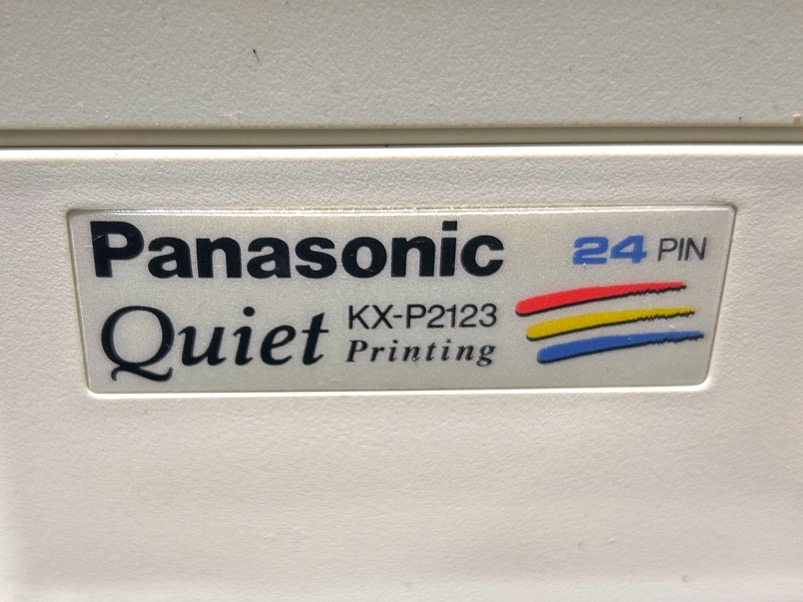 Panasonic
24 PIN
Quiet KX-P2123
Printing